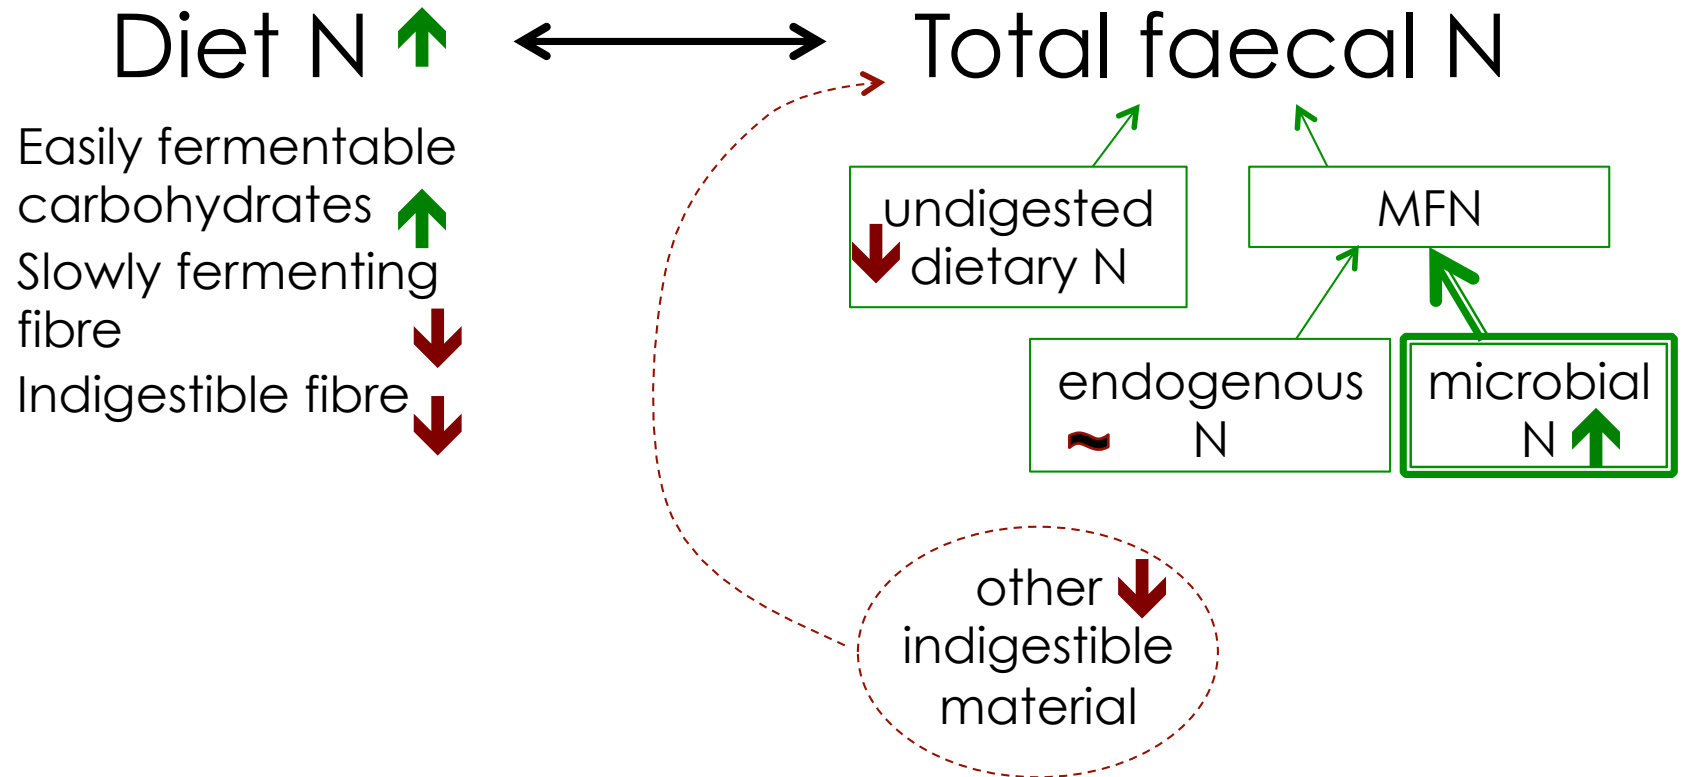 Diet N
Total faecal N
Easily fermentable
carbohydrates
Slowly fermenting
fibre
Indigestible fibre
undigested
dietary N
MFN
endogenous
~ N
microbial
N
other
indigestible
material